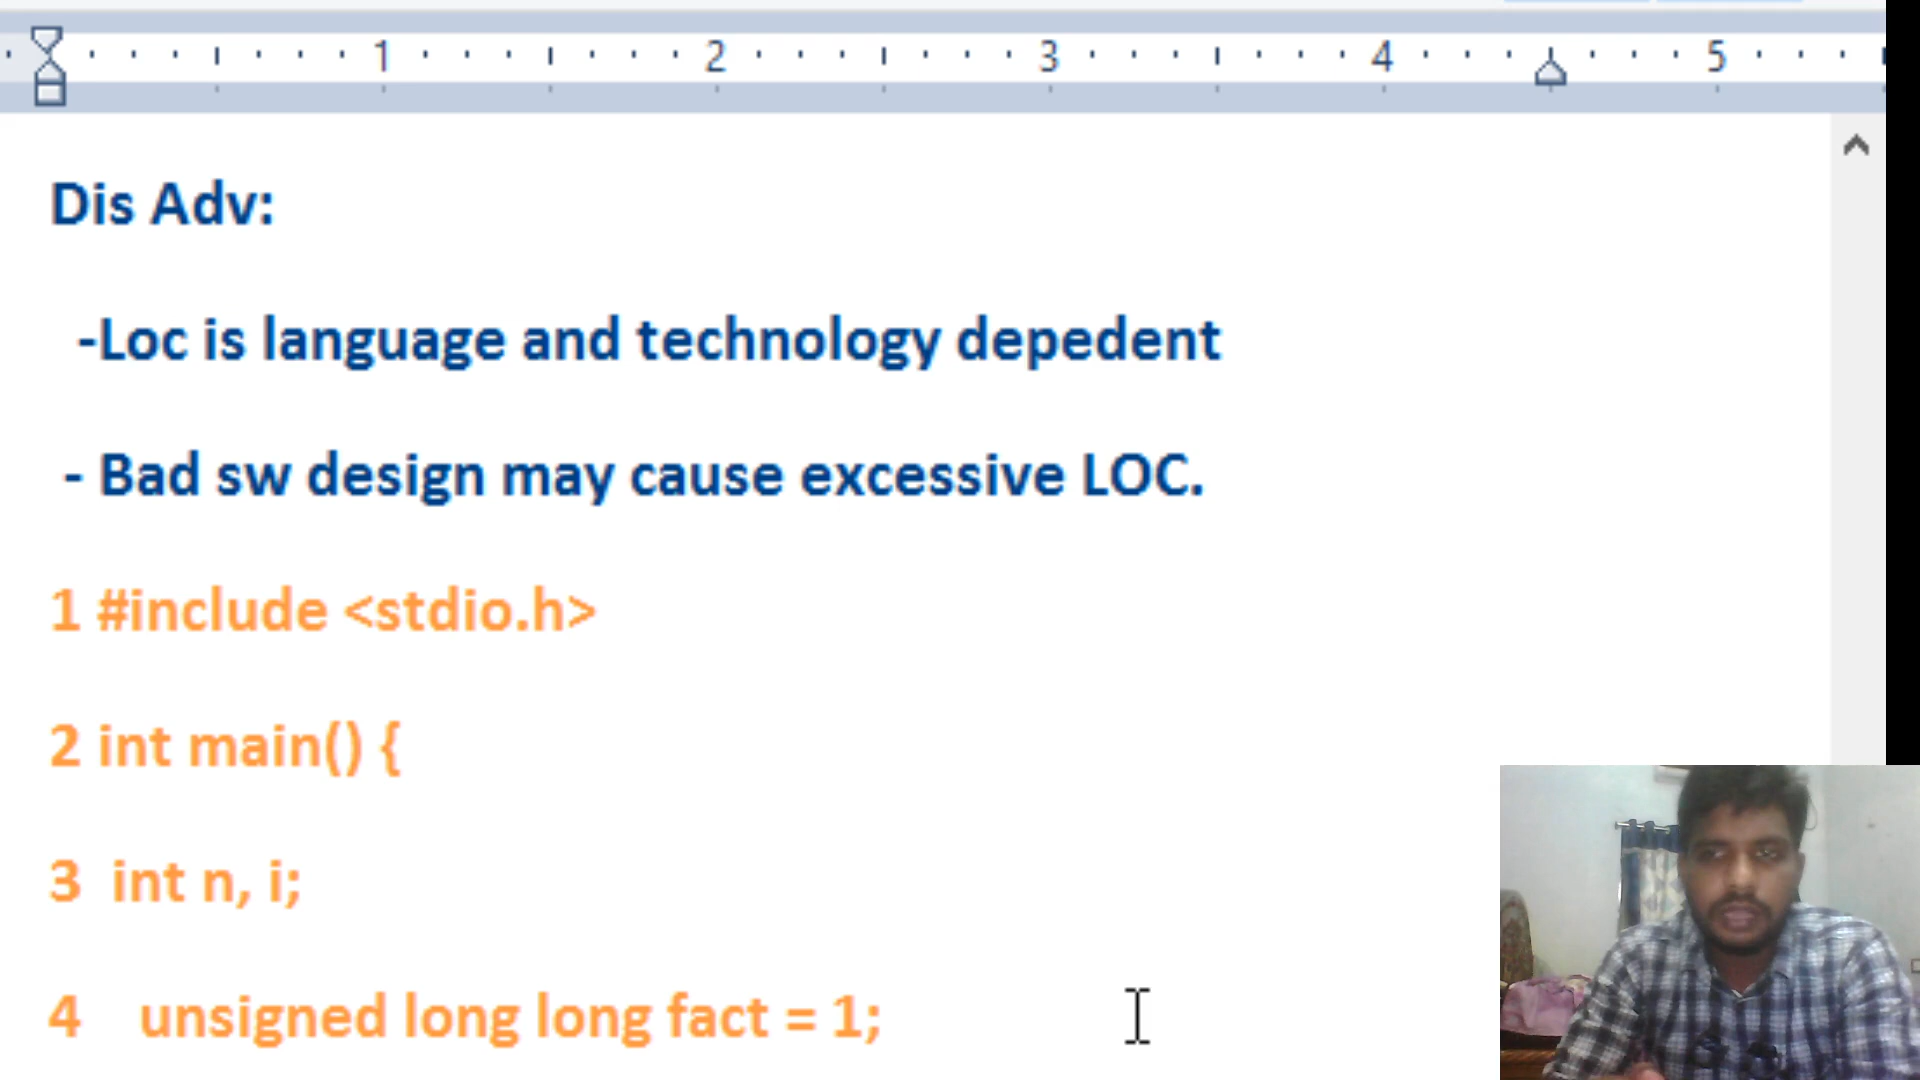 1 2 3 4 5
Dis Adv:
-Loc is language and technology depedent
- Bad sw design may cause excessive LOC.
1 #include <stdio.h>
2 int main() {
3 int n, i;
4 unsigned long long fact = 1;